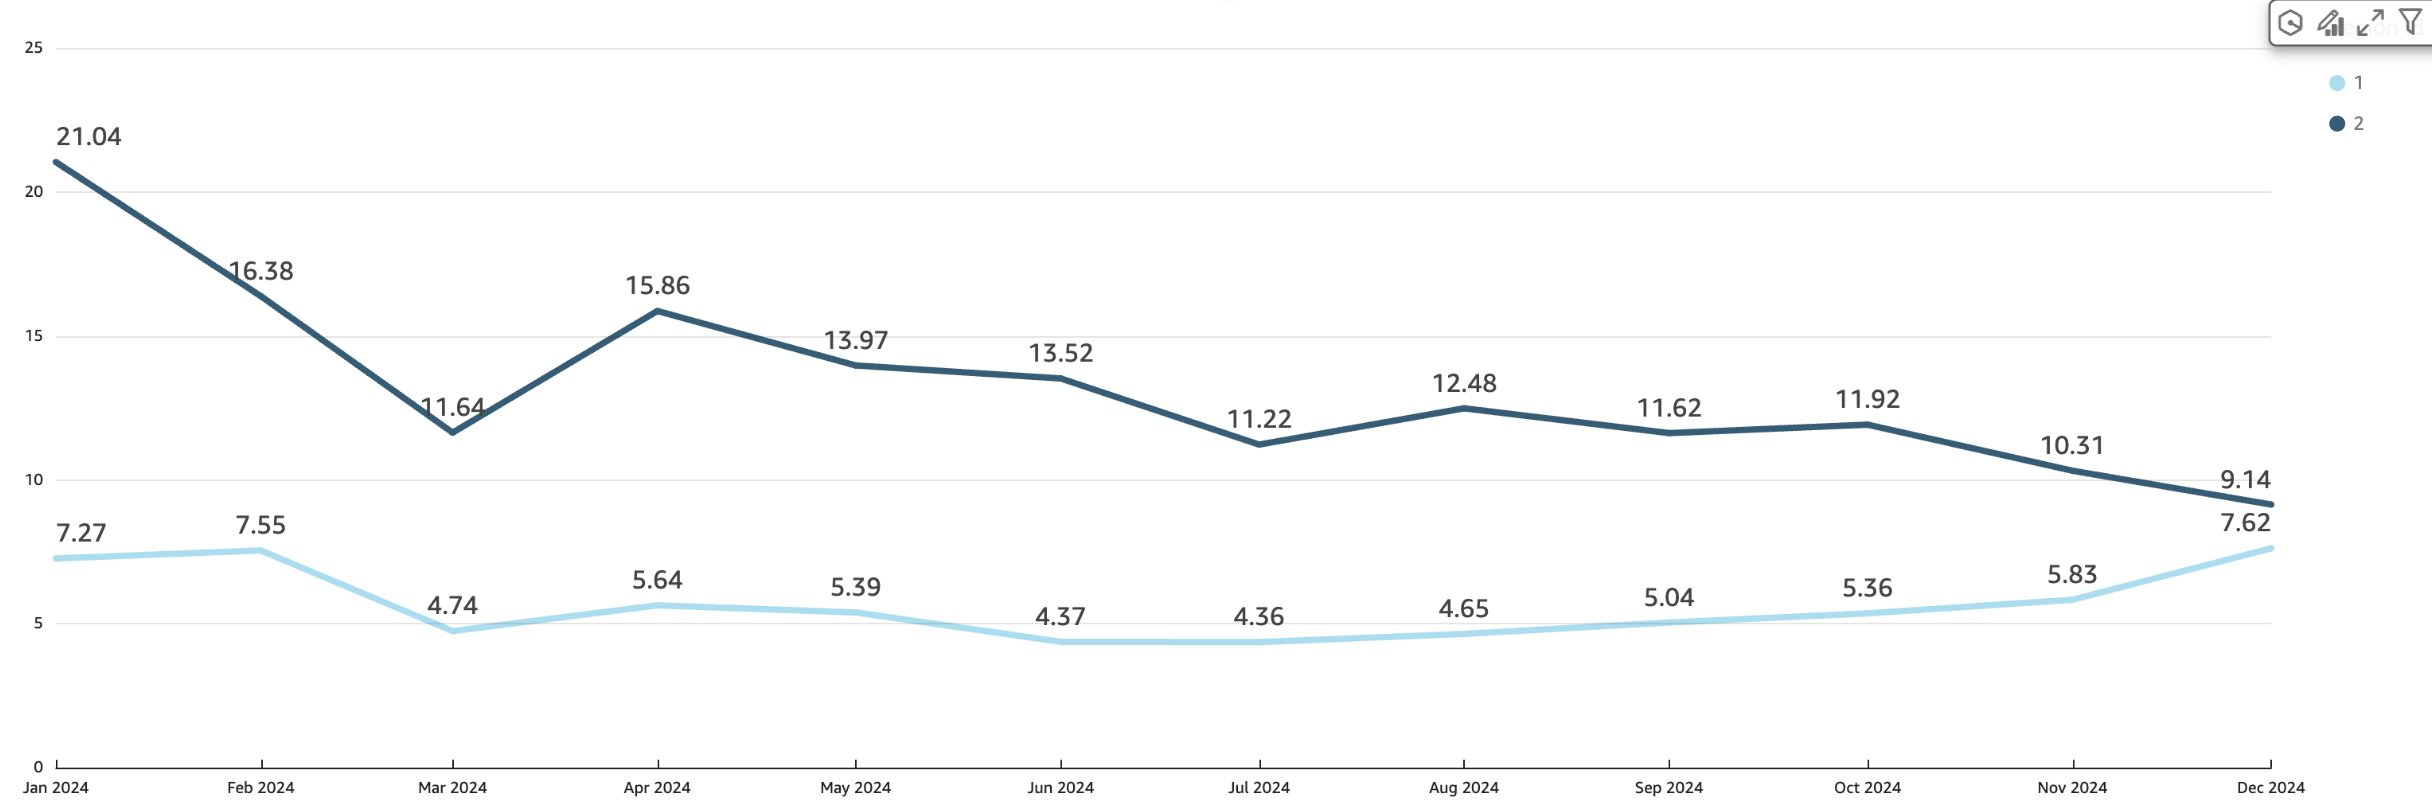 25
20
15
10
5
0
21.04
16.38
11.64
15.86
13.97
13.52
11.22
12.48
11.62
11.92
10.31
9.14
7.27
7.55
4.74
5.64
5.39
4.37
4.36
4.65
5.04
5.36
5.83
7.62
Jan 2024
Feb 2024
Mar 2024
Apr 2024
May 2024
Jun 2024
Jul 2024
Aug 2024
Sep 2024
Oct 2024
Nov 2024
Dec 2024
1
2